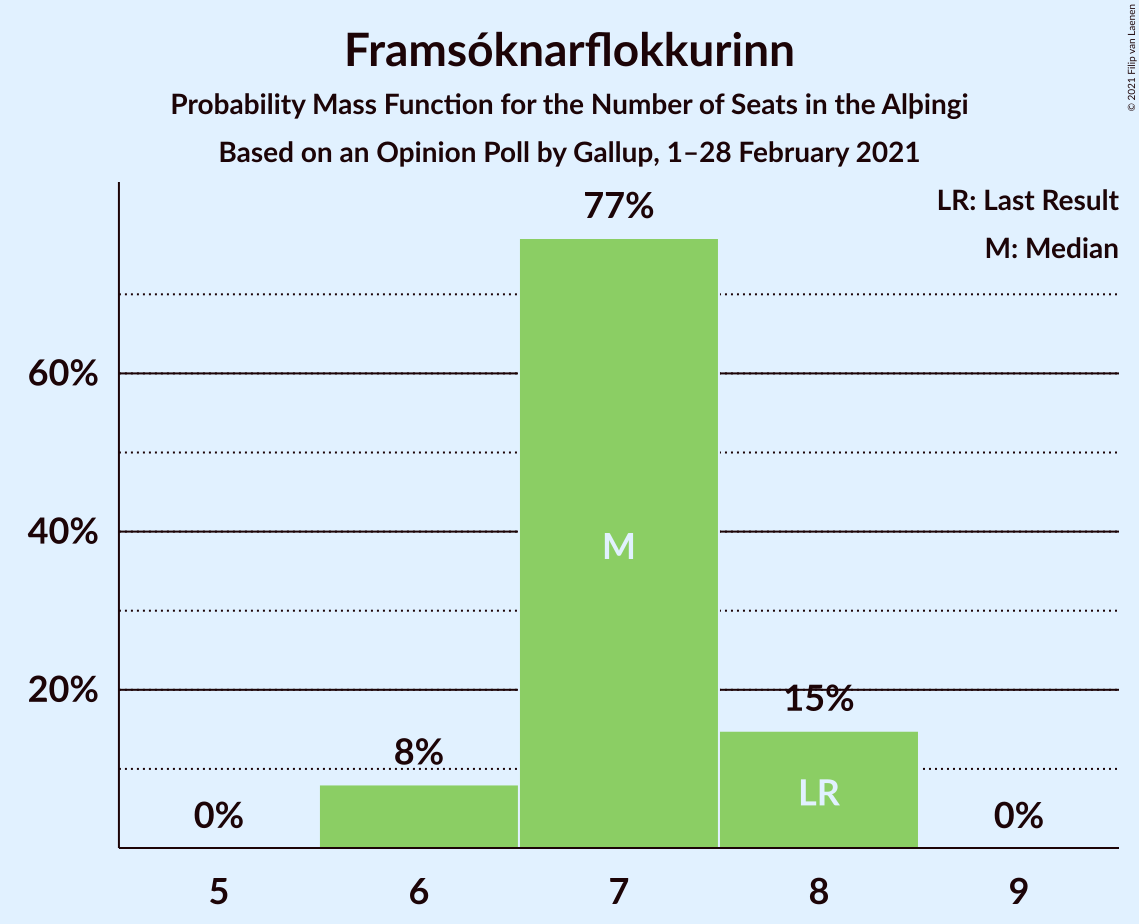 Framsóknarflokkurinn
Probability Mass Function for the Number of Seats in the Alþingi
Based on an Opinion Poll by Gallup, 1–28 February 2021
© 2021 Filip van Laenen
LR: Last Result
M: Median
77%
60%
40%
M
20%
15%
8%
LR
0%
0%
5 6 7 8 9